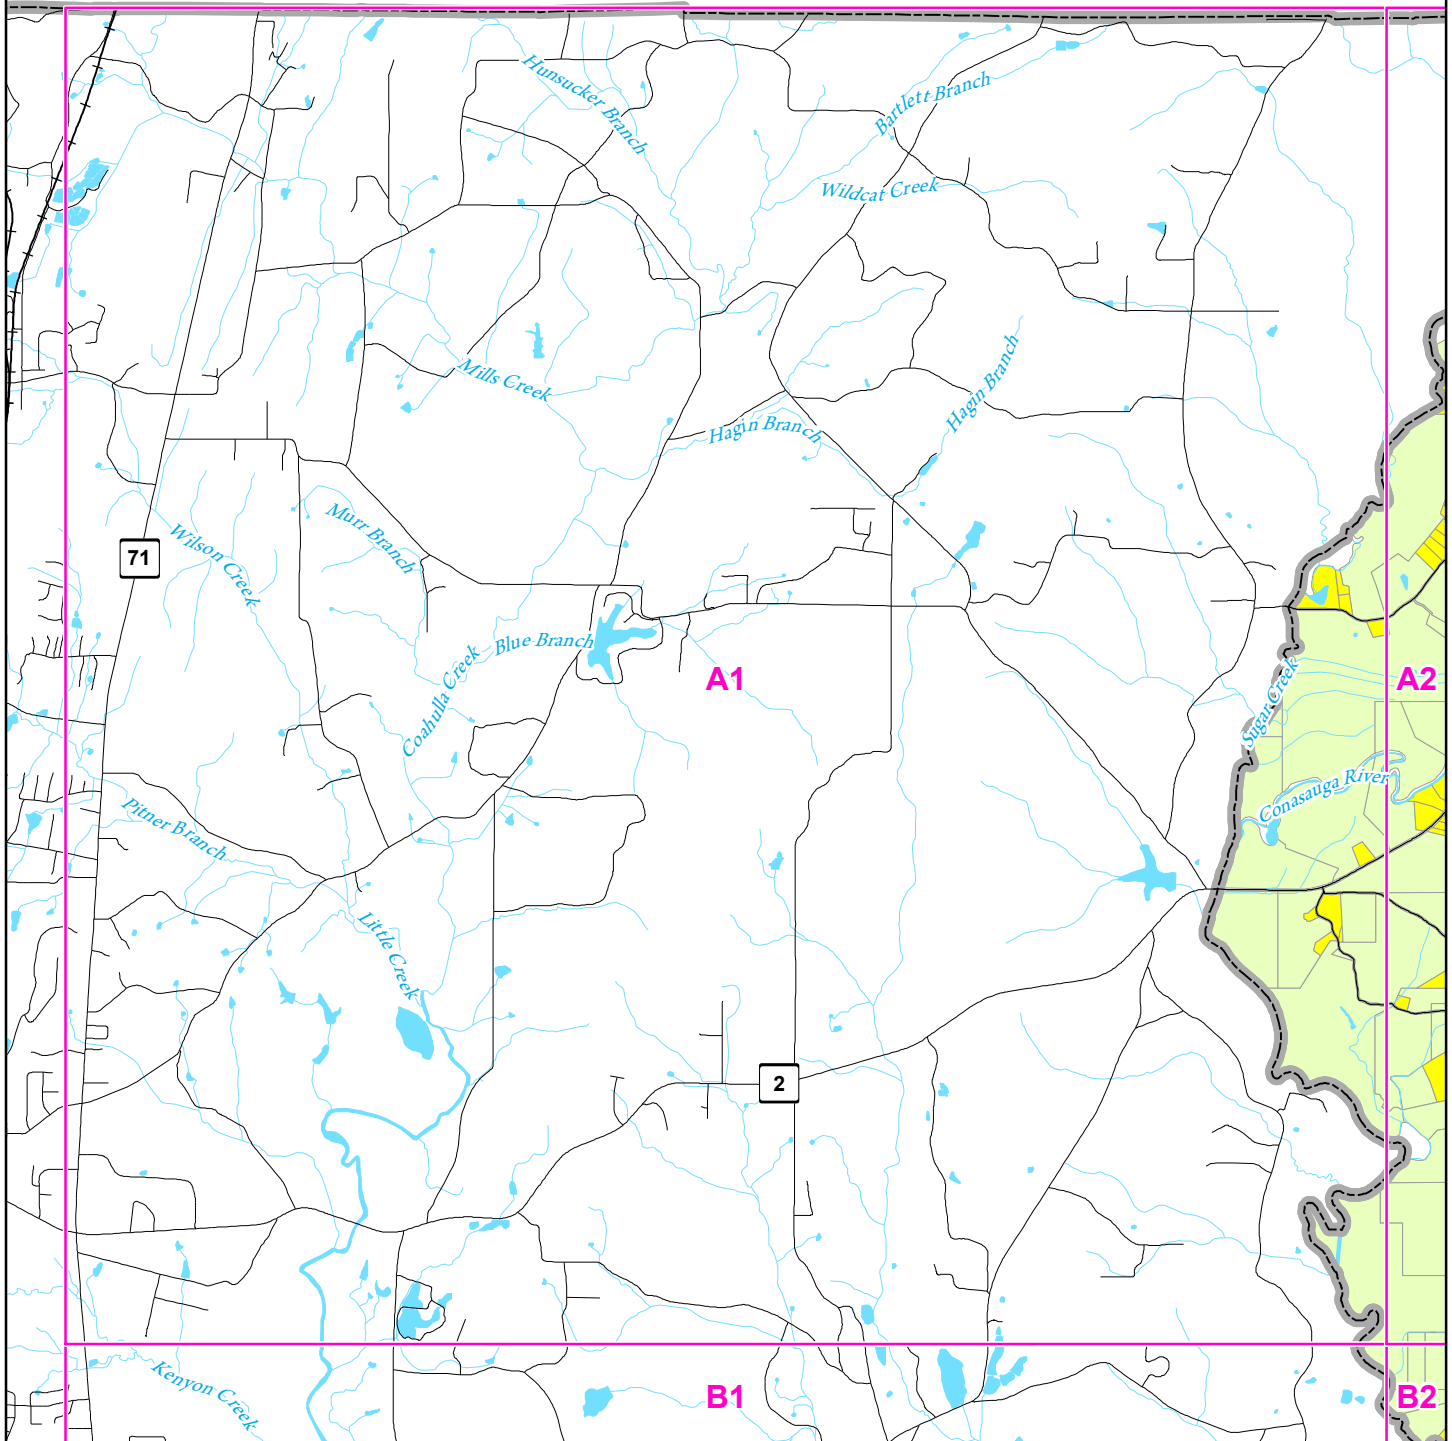 Hunsucker Branch
Bartlett Branch
Wildcat Creek
Mills Creek
Hagin Branch
Hagin Branch
Murr Branch
Wilson Creek
71
Blue Branch
Coahulla Creek
A1
A2
Sugar Creek
Conasauga River
Pitner Branch
Little Creek
2
Kenyon Creek
B1
B2